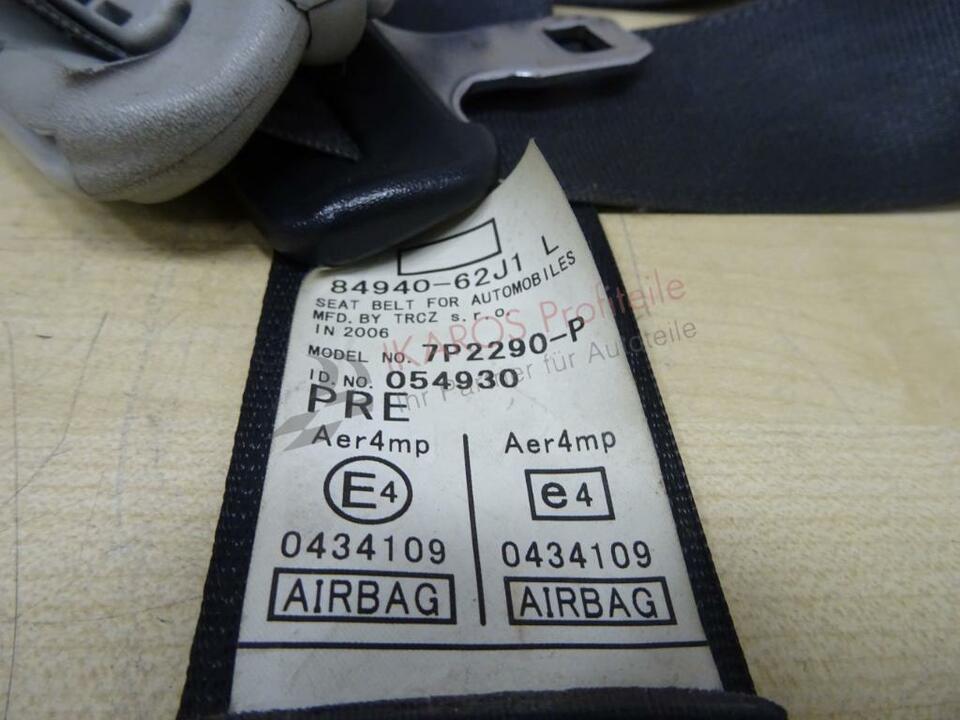 84940-62J1 L
SEAT BELT FOR AUTOMOBILES
MFD. BY TRCZ s.r.o.
IN 2006
MODEL NO. 7P2290-P
ID. NO. 054930
PRE
Aer4mp Aer4mp
E4 e4
0434109 0434109
AIRBAG AIRBAG
IKAROS Profiteile
Ihr Partner für Autoteile